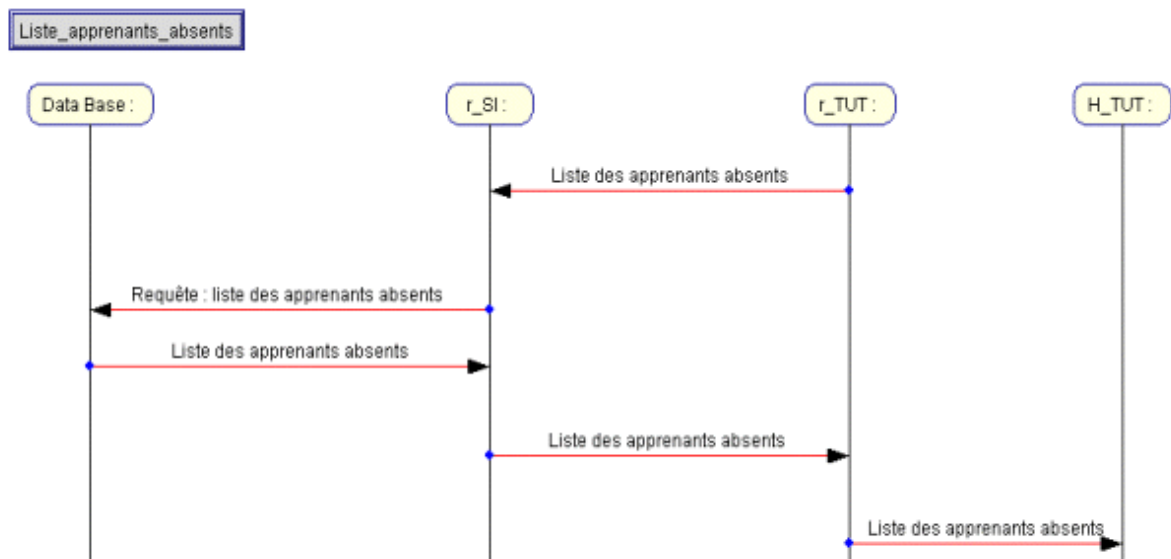 Liste_apprenants_absents
Data Base :
r_SI :
r_TUT :
H_TUT :
Liste des apprenants absents
Requête : liste des apprenants absents
Liste des apprenants absents
Liste des apprenants absents
Liste des apprenants absents